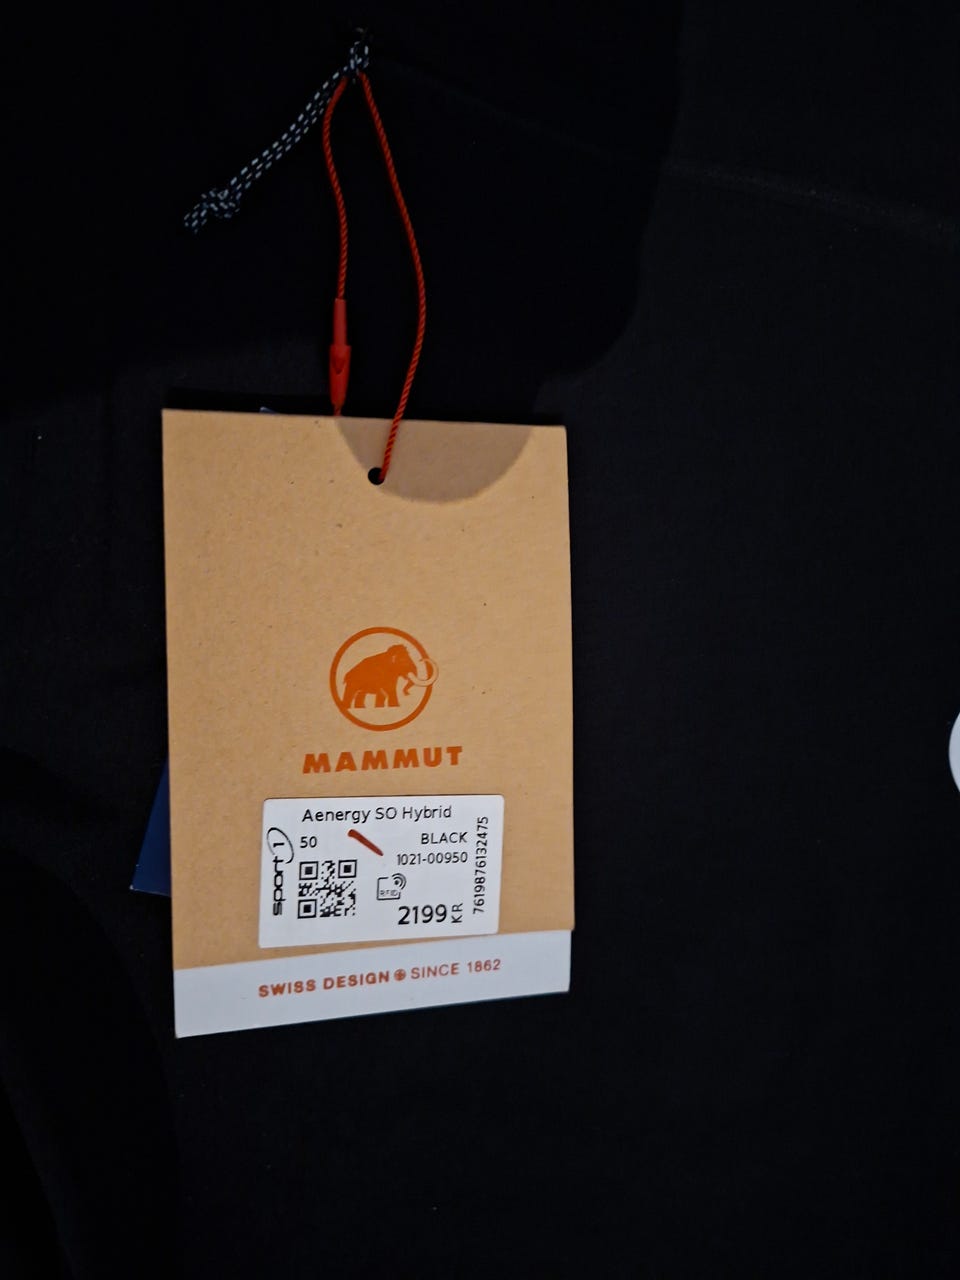 MAMMUT
Aenergy SO Hybrid
sport 1
50
BLACK
1021-00950
RFID
2199 KR
7619876132475
SWISS DESIGN SINCE 1862